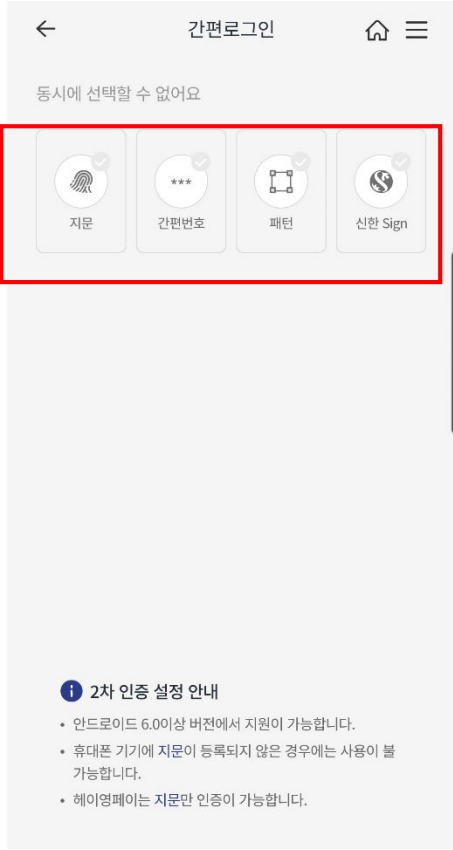 간편로그인
동시에 선택할 수 없어요
지문
***
간편번호
패턴
신한 Sign
2차 인증 설정 안내
• 안드로이드 6.0이상 버전에서 지원이 가능합니다.
• 휴대폰 기기에 지문이 등록되지 않은 경우에는 사용이 불
가능합니다.
• 헤이영페이는 지문만 인증이 가능합니다.